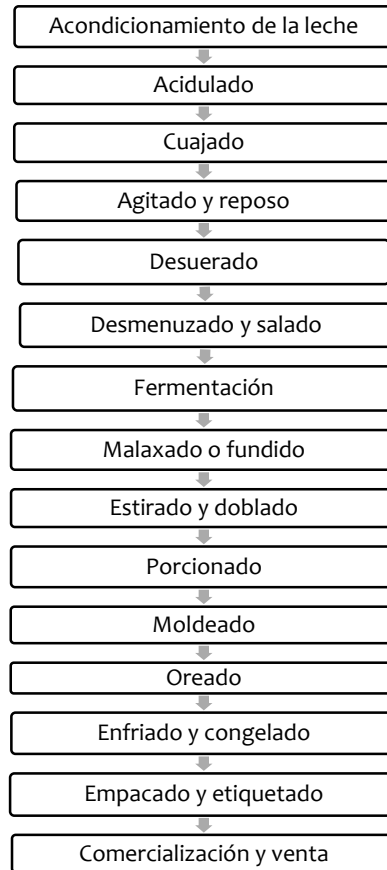 Acondicionamiento de la leche
Acidulado
Cuajado
Agitado y reposo
Desuerado
Desmenuzado y salado
Fermentación
Malaxado o fundido
Estirado y doblado
Porcionado
Moldeado
Oreado
Enfriado y congelado
Empacado y etiquetado
Comercialización y venta